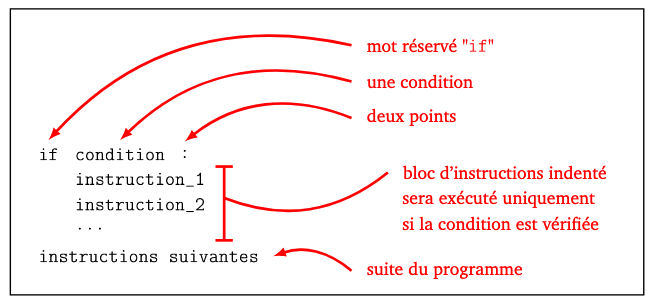 mot réservé "if"
une condition
deux points
if condition :
instruction_1
instruction_2
...
instructions suivantes
bloc d'instructions indenté
sera exécuté uniquement
si la condition est vérifiée
suite du programme